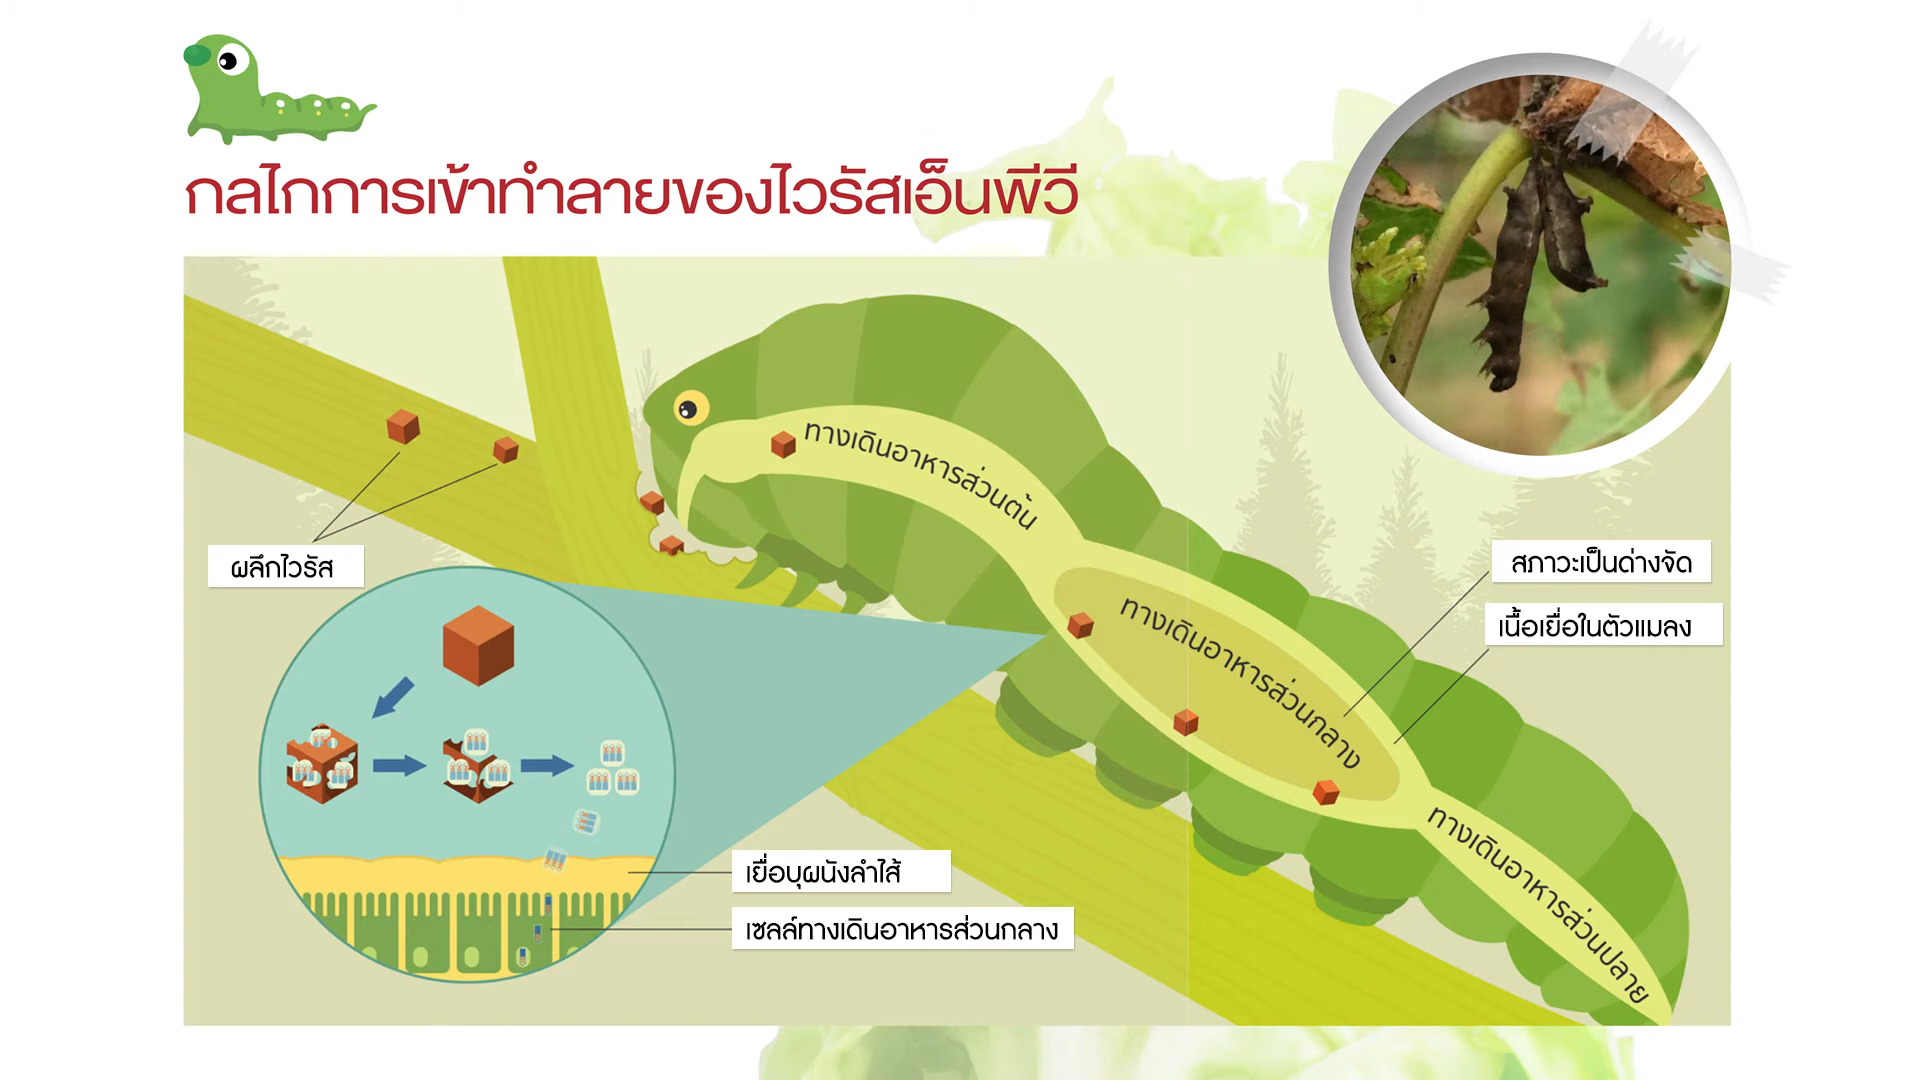 กลไกการเข้าทำลายของไวรัสเอ็นพีวี
ทางเดินอาหารส่วนต้น
ผลึกไวรัส
สภาวะเป็นด่างจัด
เนื้อเยื่อในตัวแมลง
ทางเดินอาหารส่วนกลาง
ทางเดินอาหารส่วนปลาย
เยื่อบุผนังลำไส้
เซลล์ทางเดินอาหารส่วนกลาง